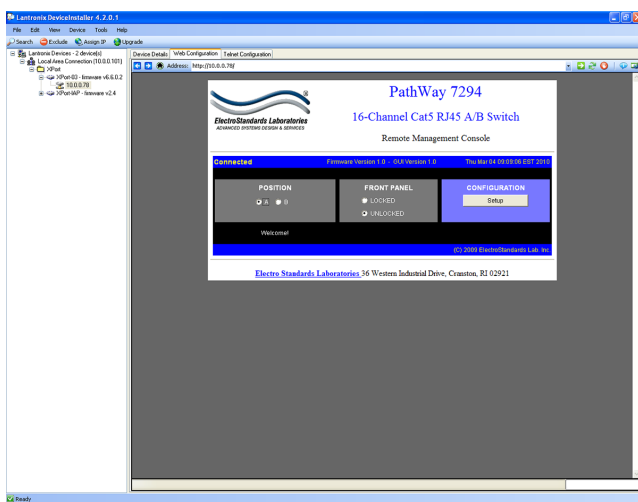 Lantronix DeviceInstaller 4.2.0.1
File Edit View Device Tools Help
Search Exclude Assign IP Upgrade
Lantronix Devices - 2 device(s)
Local Area Connection (10.0.0.101)
XPort
XPort-03 - firmware v6.6.0.2
10.0.0.78
XPort-IAP - firmware v2.4
Device Details Web Configuration Telnet Configuration
Address: http://10.0.0.78/
ElectroStandards Laboratories
ADVANCED SYSTEMS DESIGN & SERVICES
PathWay 7294
16-Channel Cat5 RJ45 A/B Switch
Remote Management Console
Connected Firmware Version 1.0 - GUI Version 1.0 Thu Mar 04 09:09:06 EST 2010
POSITION
A B
FRONT PANEL
LOCKED
UNLOCKED
CONFIGURATION
Setup
Welcome!
(C) 2009 ElectroStandards Lab. Inc.
Electro Standards Laboratories 36 Western Industrial Drive, Cranston, RI 02921
Ready